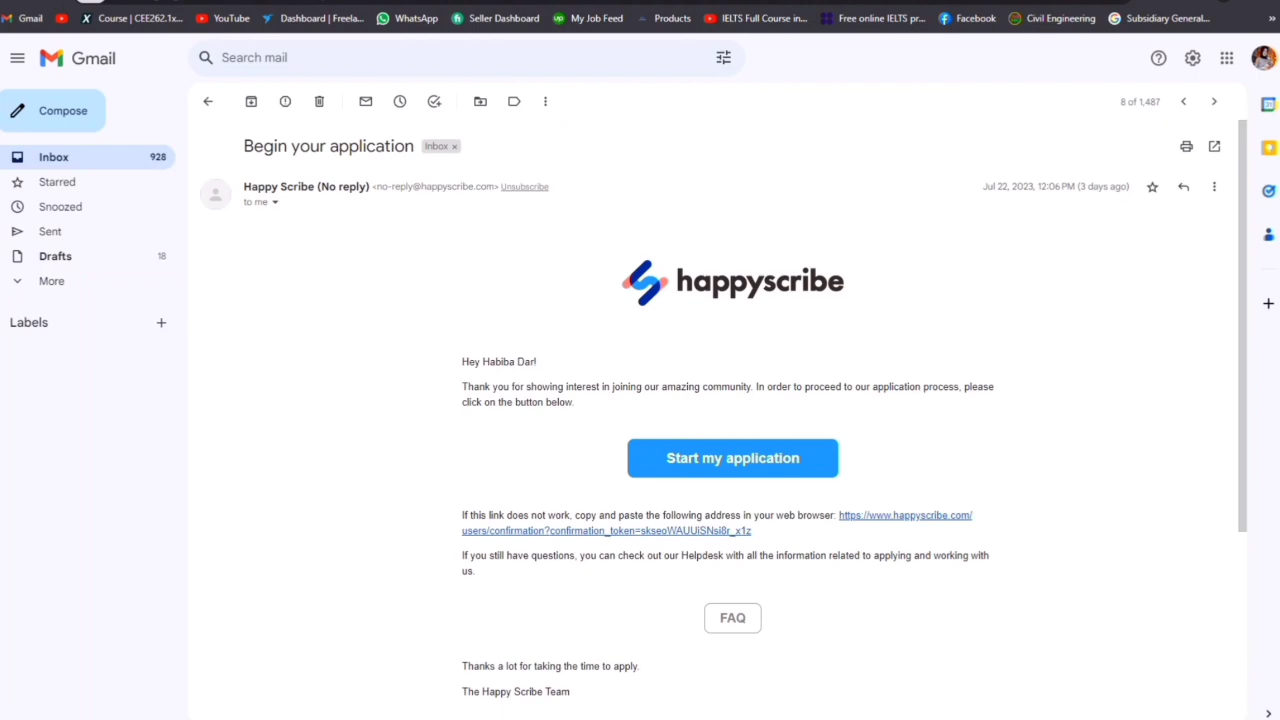 Gmail
Course | CEE262.1x...
YouTube
Dashboard | Freela...
WhatsApp
Seller Dashboard
My Job Feed
Products
IELTS Full Course in...
Free online IELTS pr...
Facebook
Civil Engineering
Subsidiary General...
»
Gmail
Search mail
Compose
8 of 1,487
Begin your application
Inbox ×
Inbox 928
Starred
Snoozed
Sent
Drafts 18
More
Labels
Happy Scribe (No reply) <no-reply@happyscribe.com> Unsubscribe
Jul 22, 2023, 12:06 PM (3 days ago)
to me
happyscribe
Hey Habiba Dar!
Thank you for showing interest in joining our amazing community. In order to proceed to our application process, please
click on the button below.
Start my application
If this link does not work, copy and paste the following address in your web browser: https://www.happyscribe.com/
users/confirmation?confirmation_token=skseoWAUUiSNsi8r_x1z
If you still have questions, you can check out our Helpdesk with all the information related to applying and working with
us.
FAQ
Thanks a lot for taking the time to apply.
The Happy Scribe Team